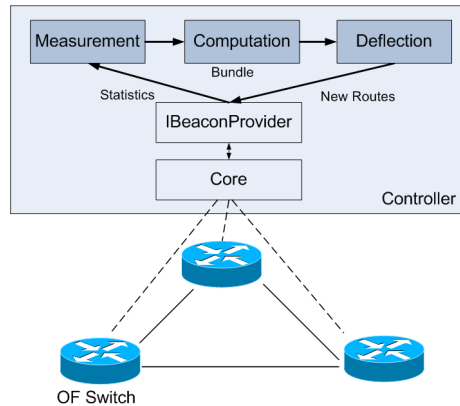 Measurement
Computation
Deflection
Bundle
Statistics
New Routes
IBeaconProvider
Core
Controller
OF Switch